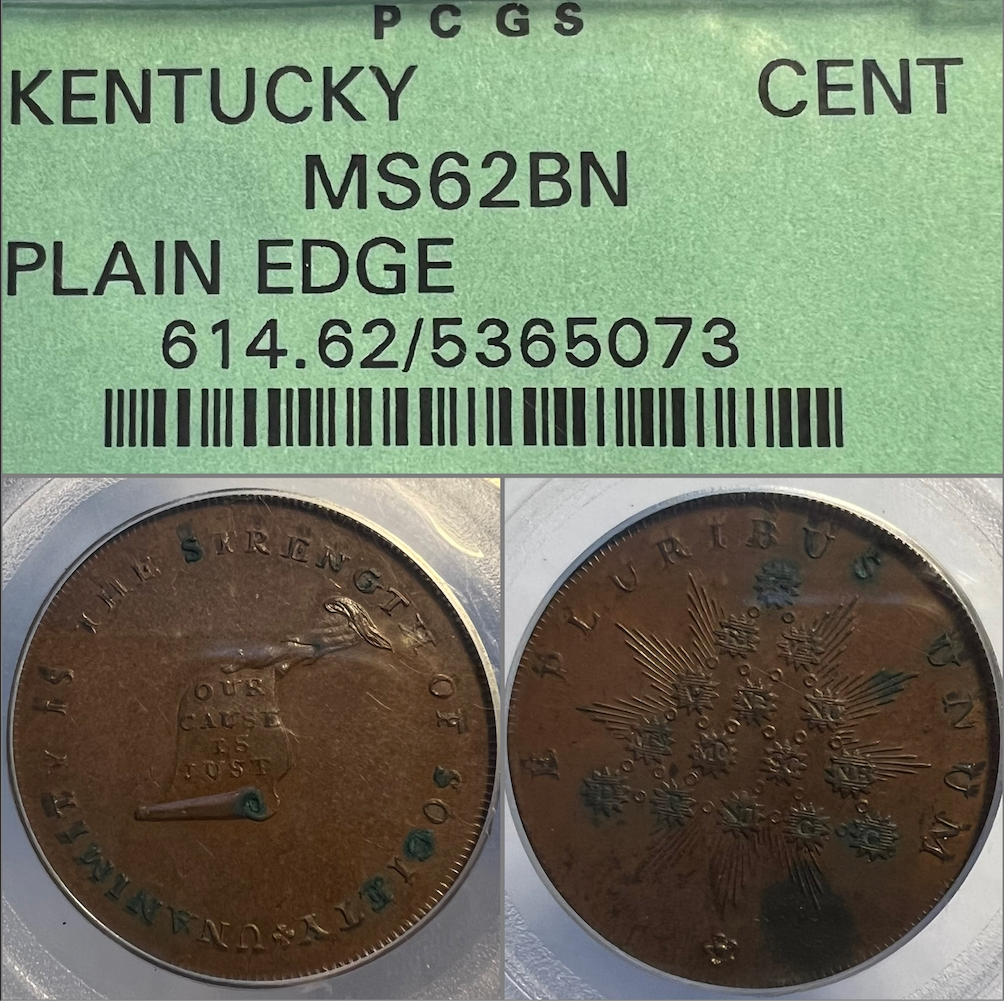 PCGS
KENTUCKY CENT
MS62BN
PLAIN EDGE
614.62/5365073
UNANIMITY IS THE STRENGTH OF SOCIETY
OUR
CAUSE
IS
JUST
E PLURIBUS UNUM